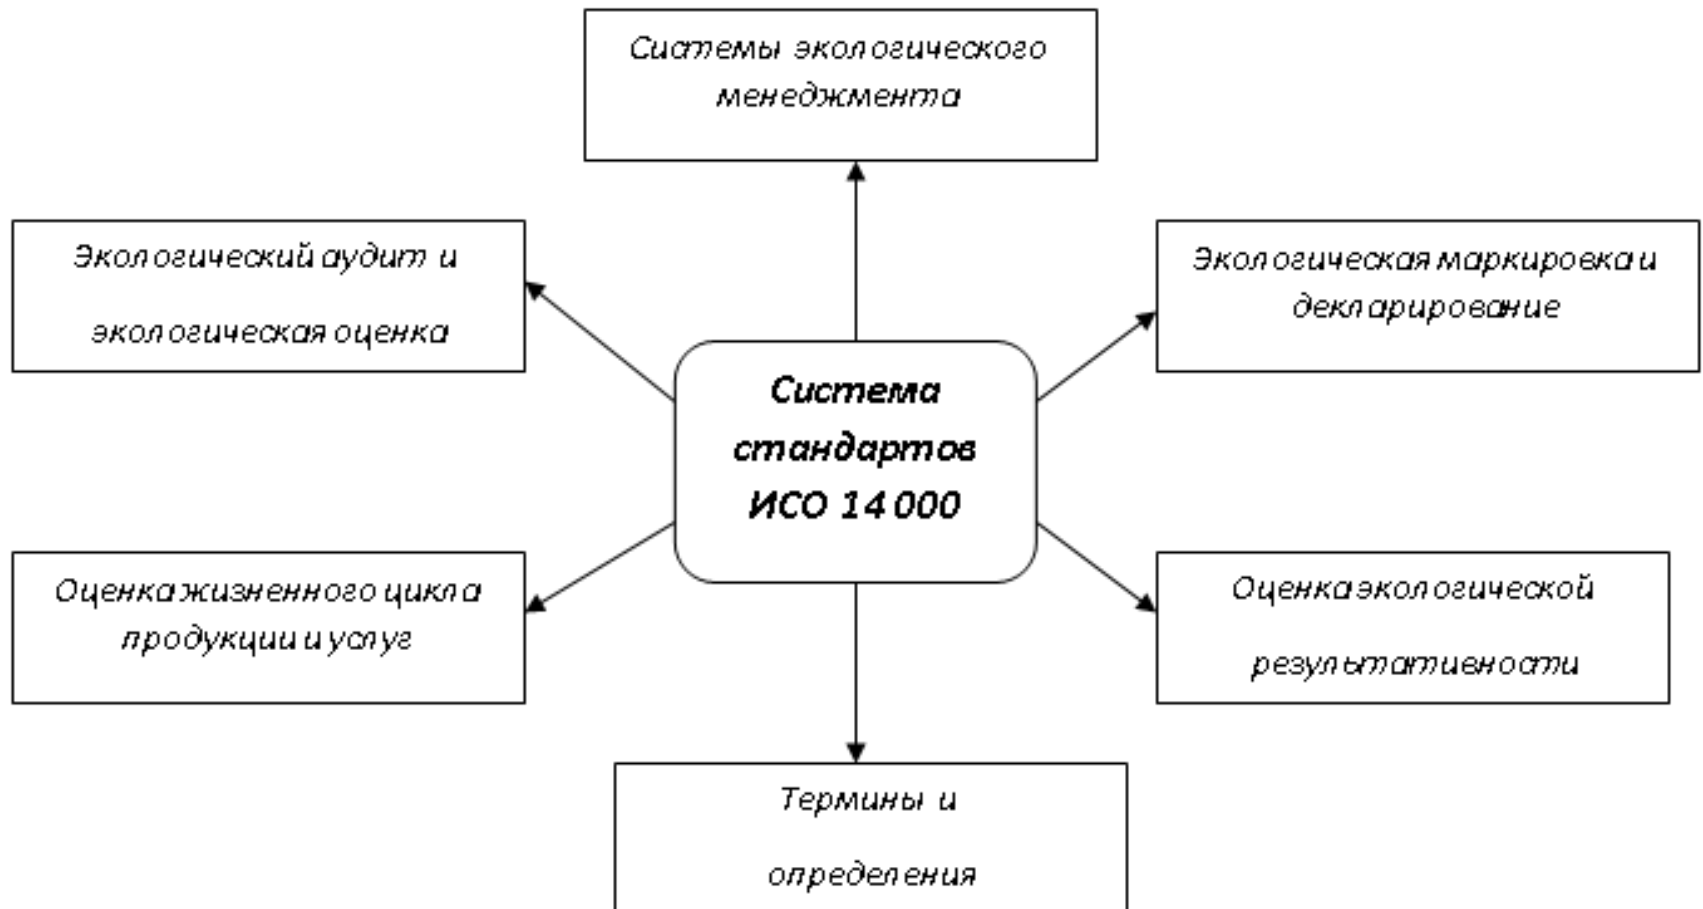 Системы экологического
менеджмента
Экологический аудит и
экологическая оценка
Экологическая маркировка и
декларирование
Система
стандартов
ИСО 14 000
Оценка жизненного цикла
продукции и услуг
Оценка экологической
результативности
Термины и
определения